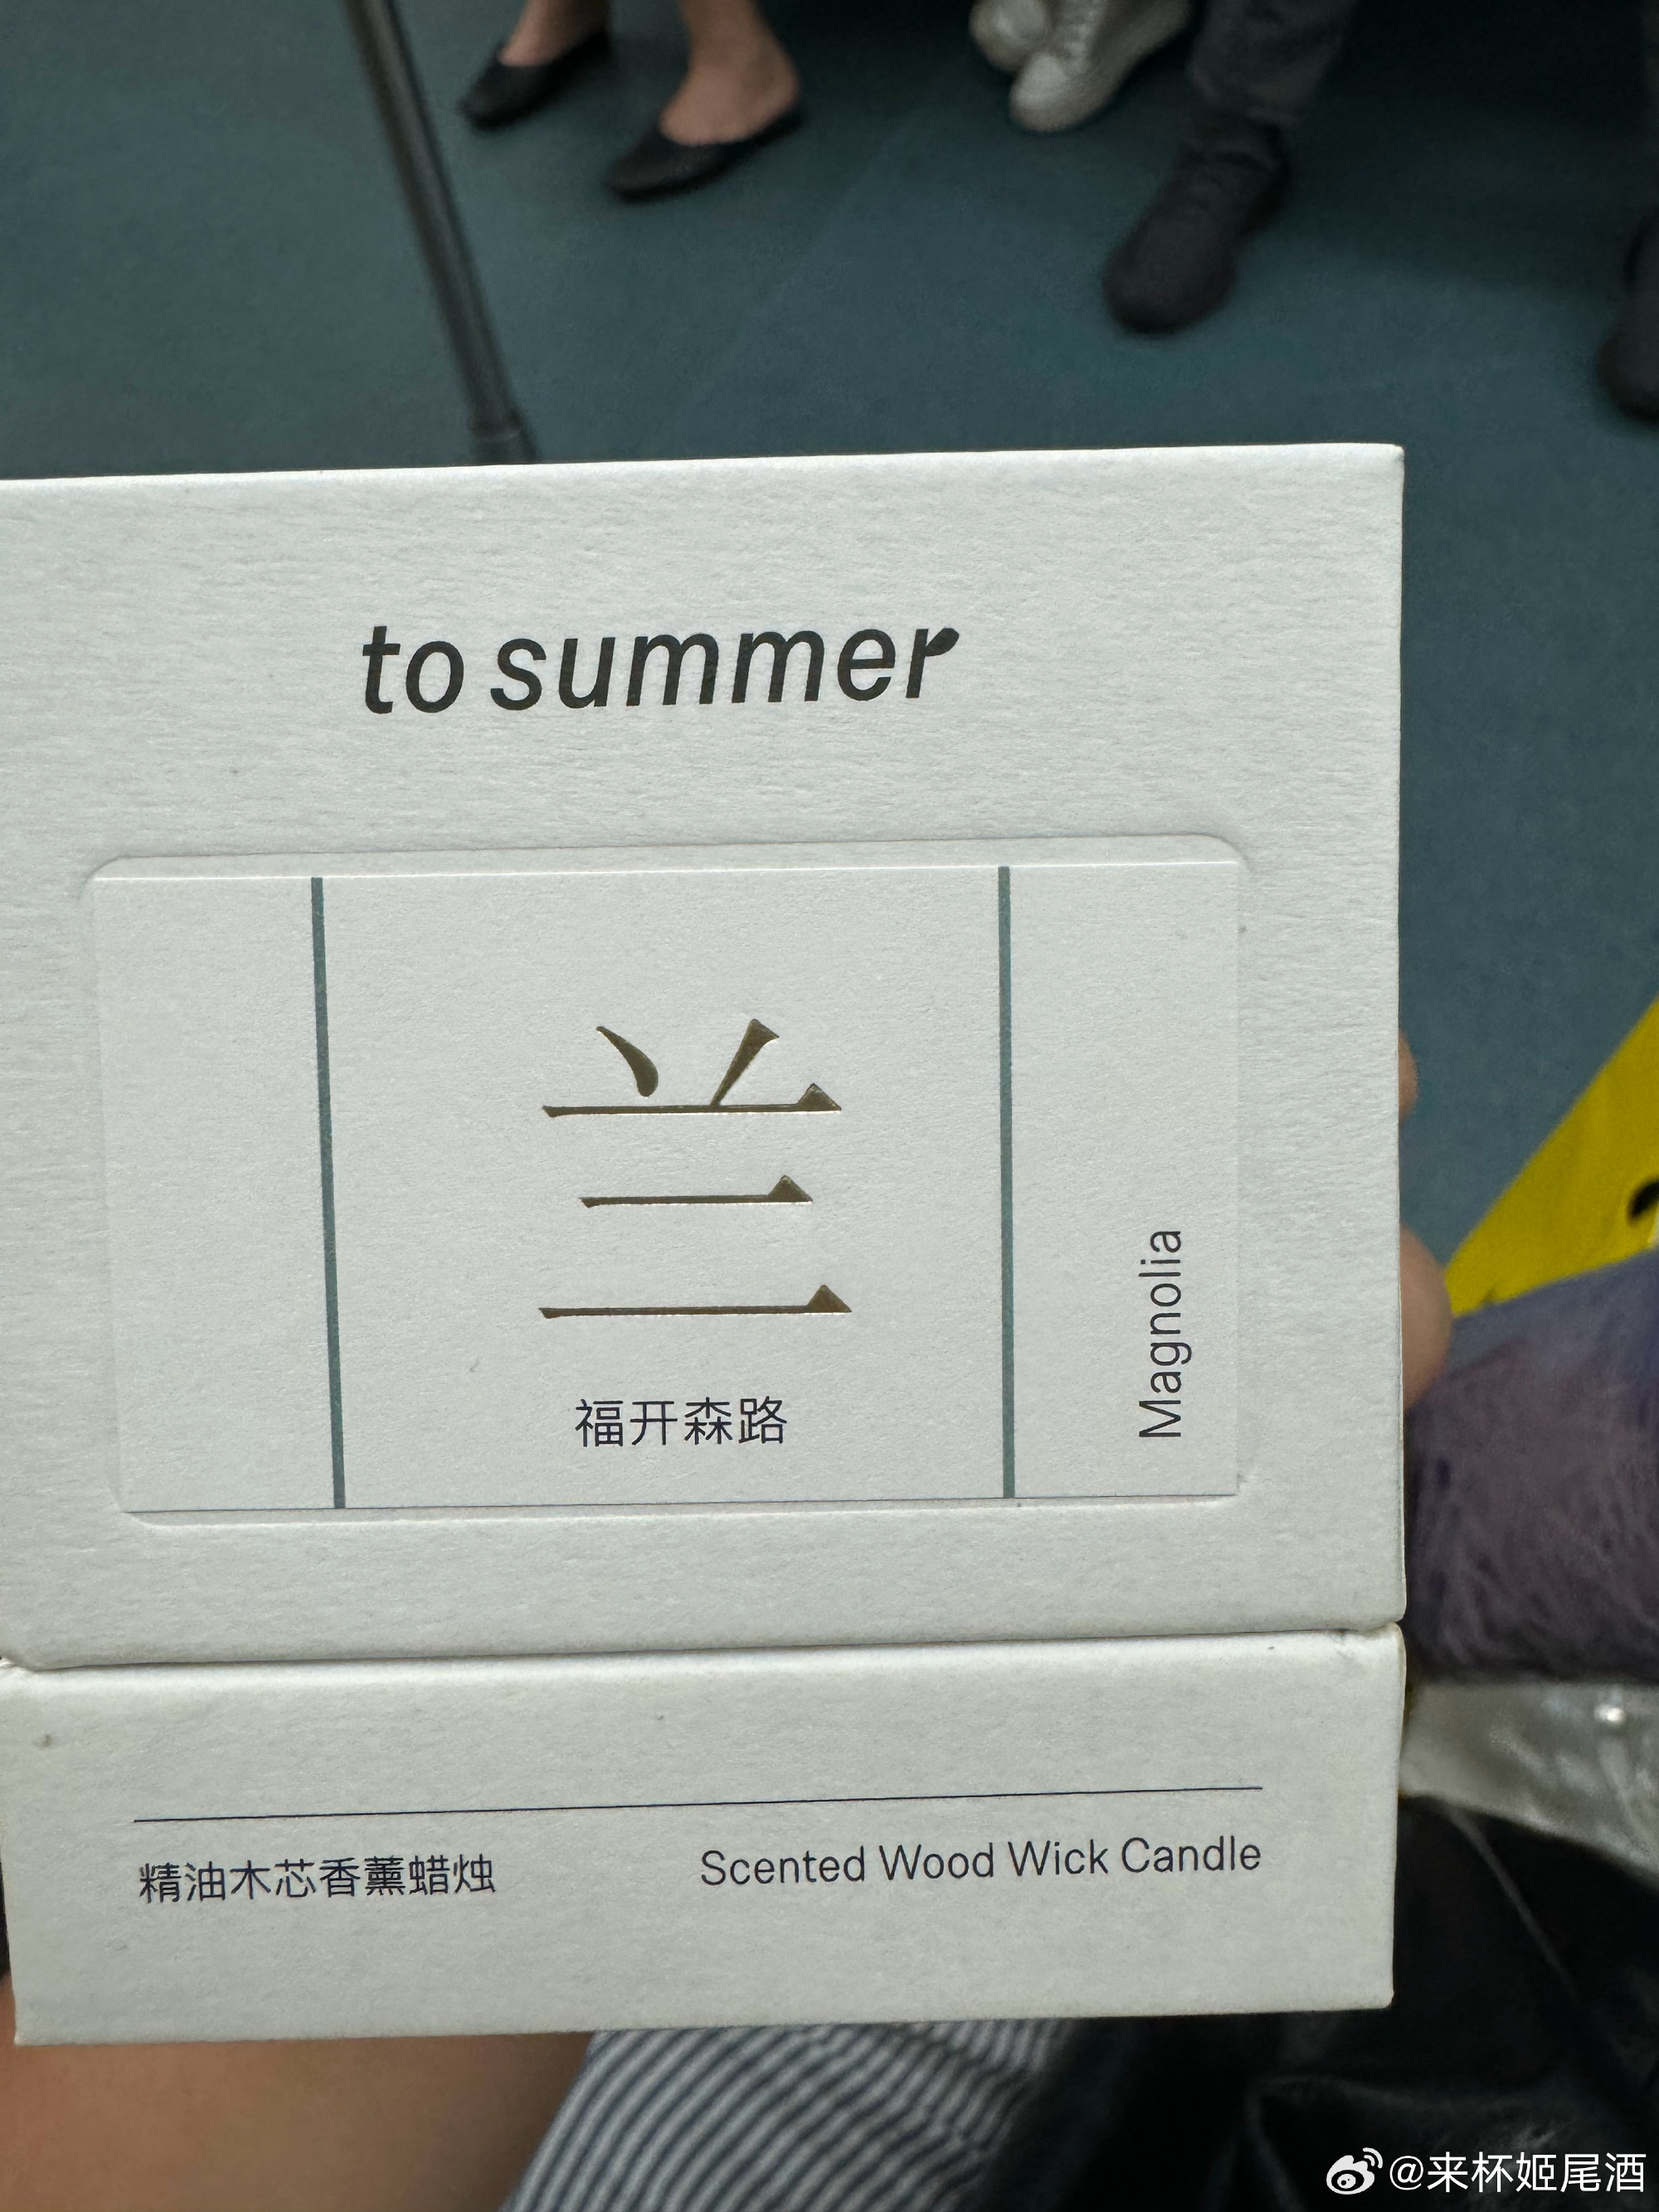 to summer
兰
福开森路
Magnolia
精油木芯香薰蜡烛
Scented Wood Wick Candle
@来杯姬尾酒